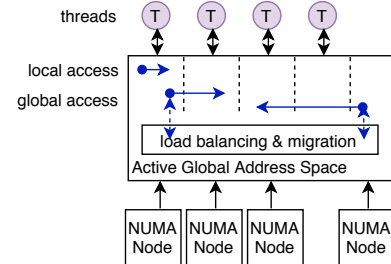 threads T T T T
local access
global access
load balancing & migration
Active Global Address Space
NUMA NUMA NUMA NUMA
Node Node Node Node